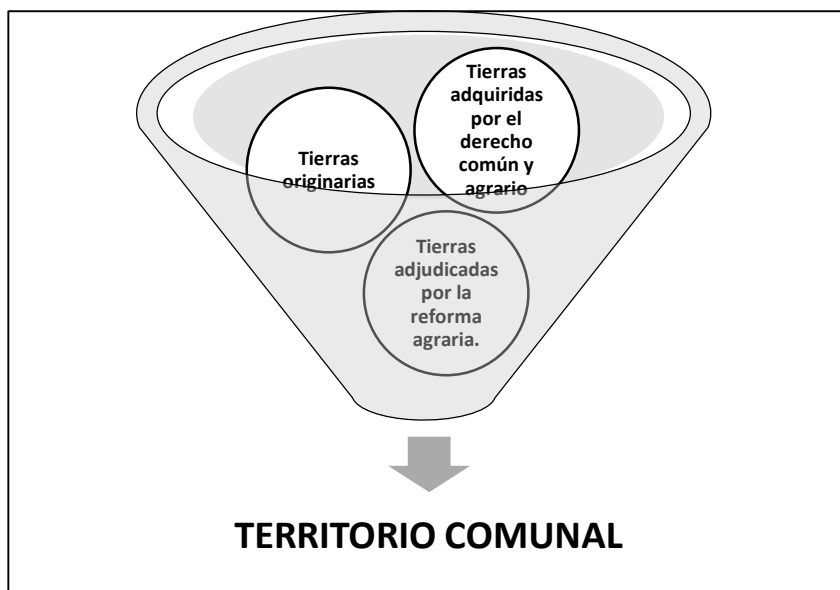 Tierras
originarias
Tierras
adquiridas
por el
derecho
común y
agrario
Tierras
adjudicadas
por la
reforma
agraria.
TERRITORIO COMUNAL